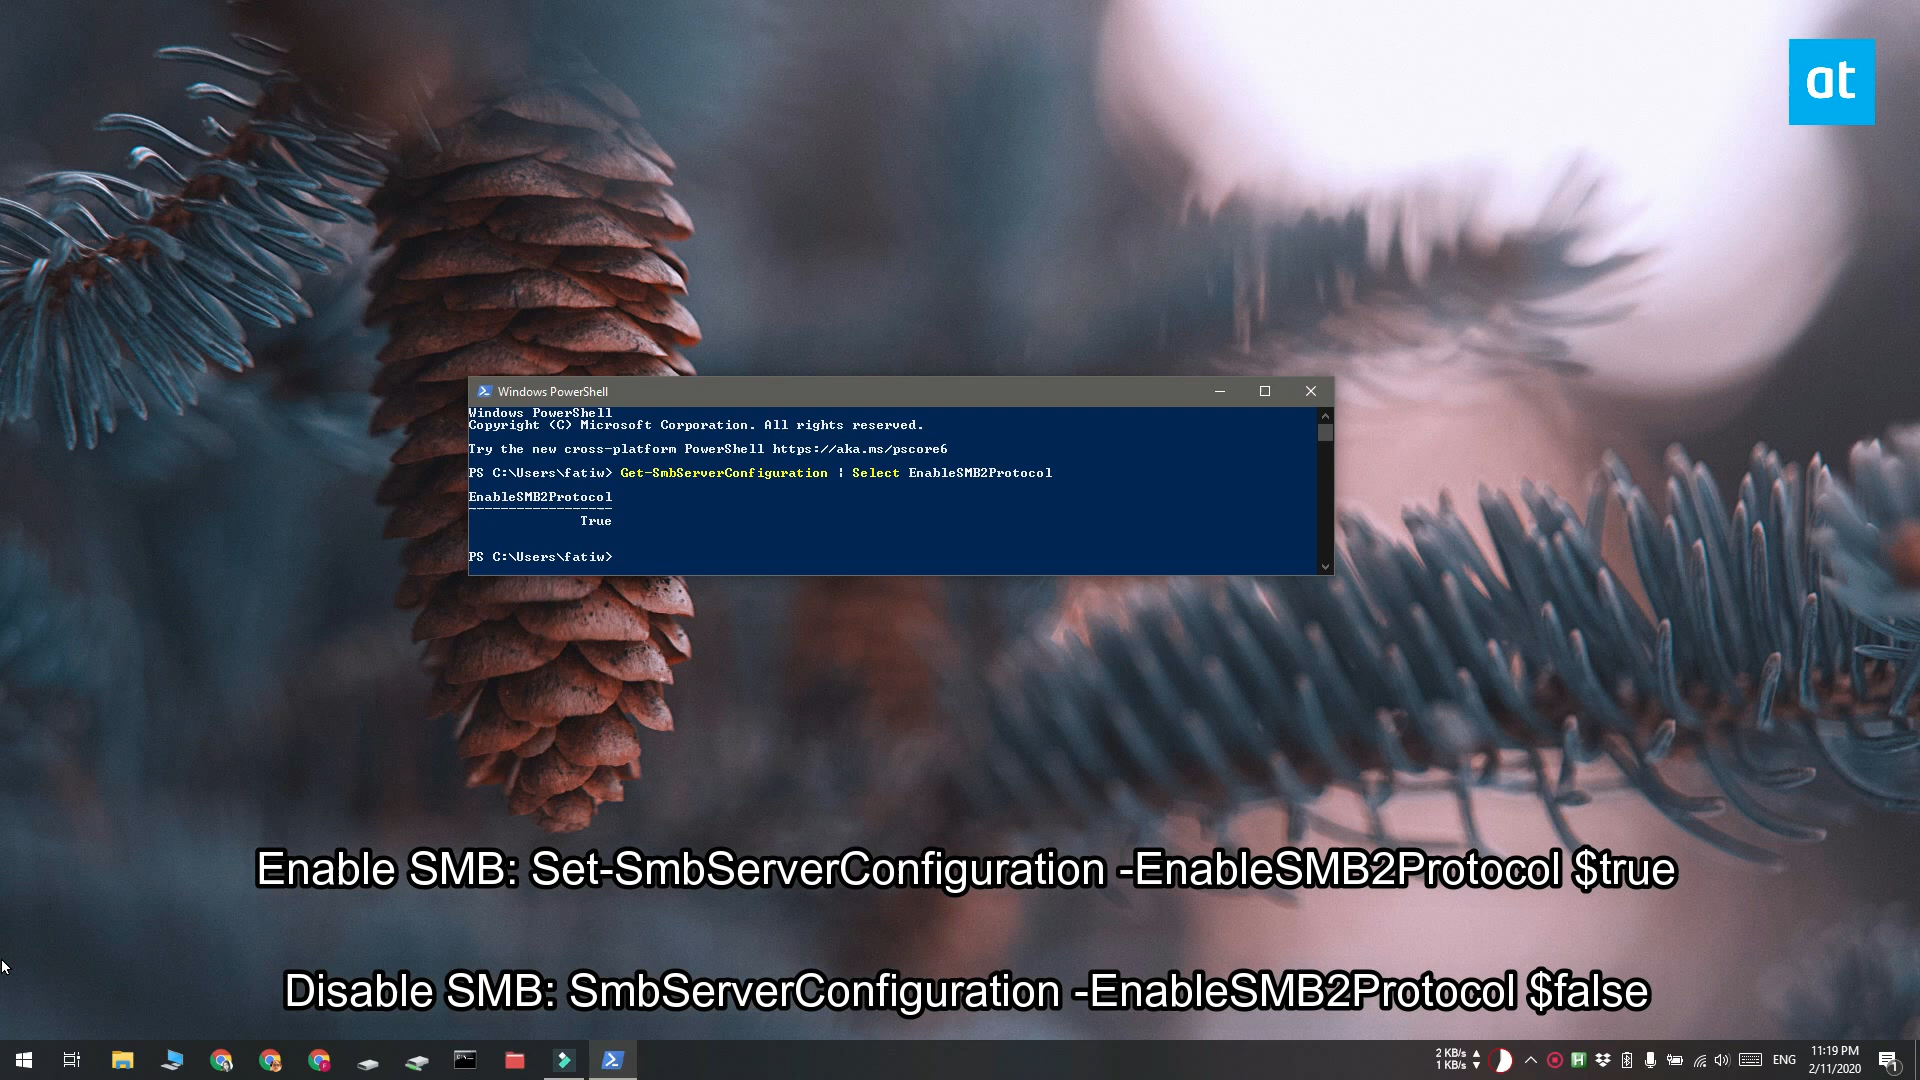 at
Windows PowerShell
Windows PowerShell
Copyright (C) Microsoft Corporation. All rights reserved.
Try the new cross-platform PowerShell https://aka.ms/pscore6
PS C:\Users\fatiw> Get-SmbServerConfiguration | Select EnableSMB2Protocol
EnableSMB2Protocol
------------------
True
PS C:\Users\fatiw>
Enable SMB: Set-SmbServerConfiguration -EnableSMB2Protocol $true
Disable SMB: SmbServerConfiguration -EnableSMB2Protocol $false
2 KB/s
1 KB/s
H
ENG
11:19 PM
2/11/2020
1